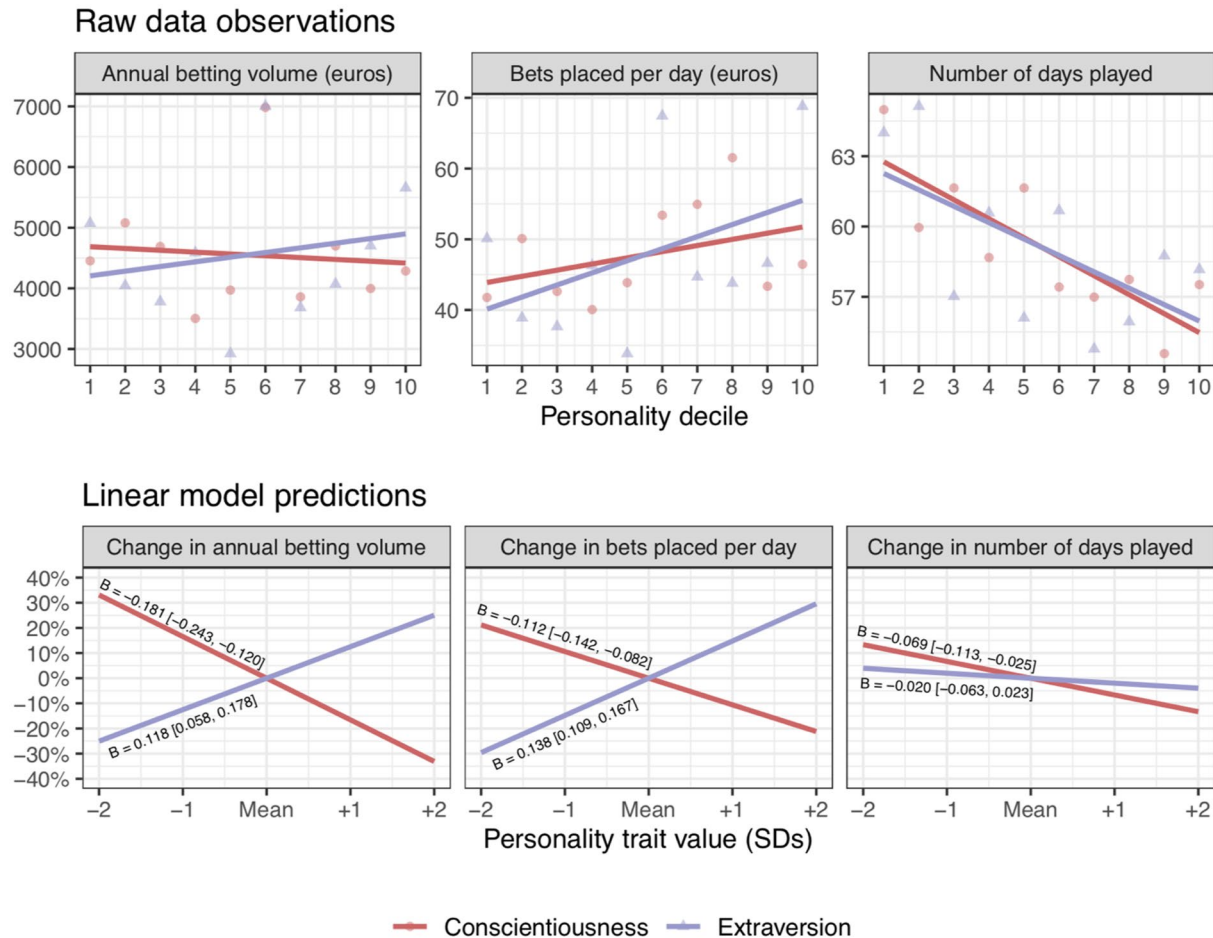 Raw data observations
Annual betting volume (euros)
Bets placed per day (euros)
Number of days played
7000
6000
5000
4000
3000
70
60
50
40
63
60
57
1 2 3 4 5 6 7 8 9 10
1 2 3 4 5 6 7 8 9 10
1 2 3 4 5 6 7 8 9 10
Personality decile
Linear model predictions
Change in annual betting volume
Change in bets placed per day
Change in number of days played
40%
30%
20%
10%
0%
−10%
−20%
−30%
−40%
B = −0.181 [−0.243, −0.120]
B = 0.118 [0.058, 0.178]
B = −0.112 [−0.142, −0.082]
B = 0.138 [0.109, 0.167]
B = −0.069 [−0.113, −0.025]
B = −0.020 [−0.063, 0.023]
−2 −1 Mean +1 +2
−2 −1 Mean +1 +2
−2 −1 Mean +1 +2
Personality trait value (SDs)
Conscientiousness Extraversion